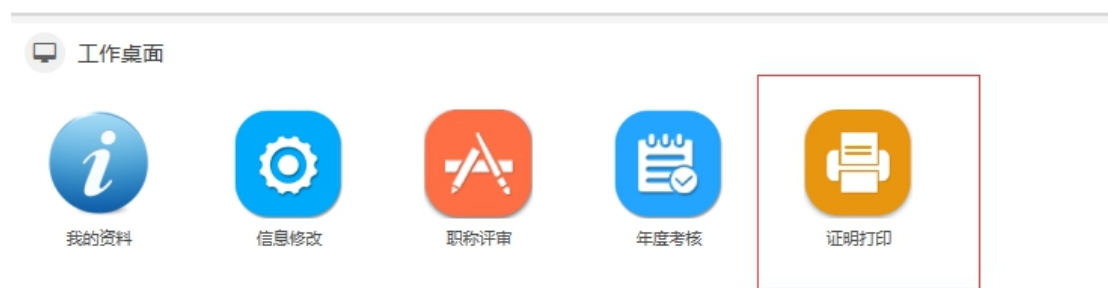 工作桌面
我的资料
信息修改
职称评审
年度考核
证明打印